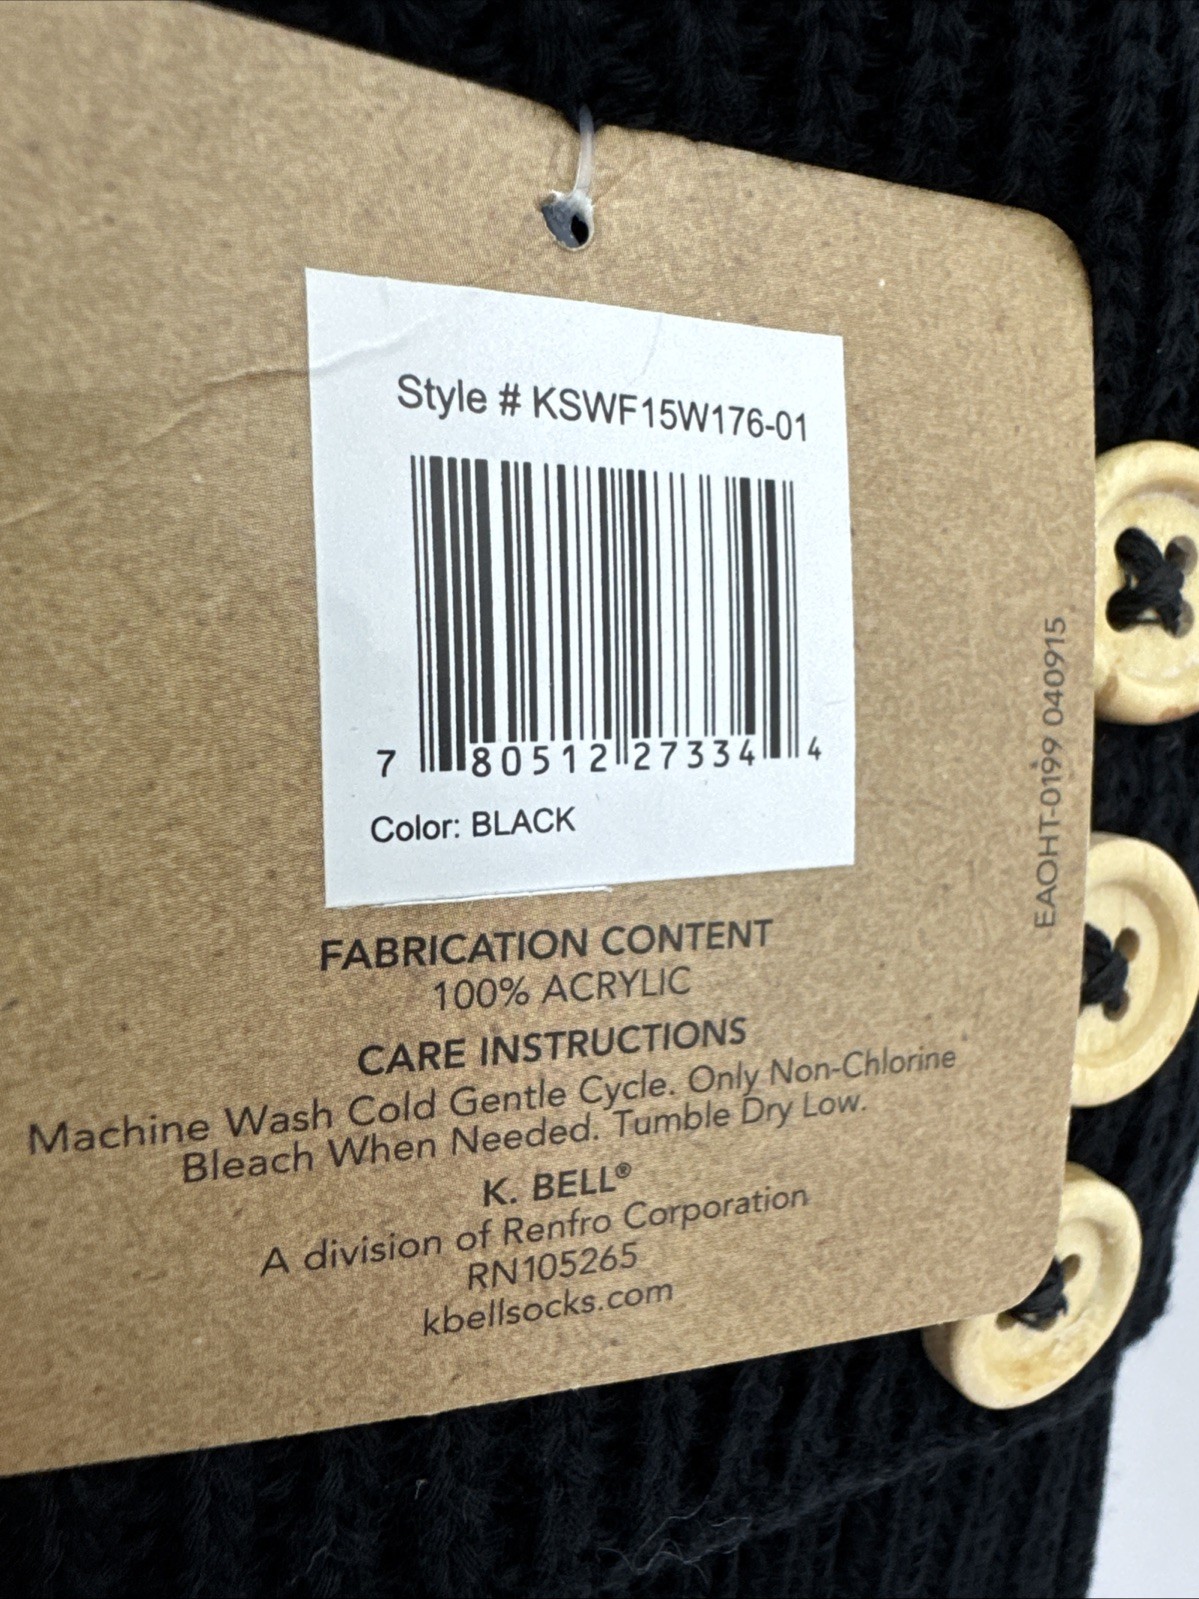 Style # KSWF15W176-01
7 80512 27334 4
Color: BLACK
FABRICATION CONTENT
100% ACRYLIC
CARE INSTRUCTIONS
Machine Wash Cold Gentle Cycle. Only Non-Chlorine
Bleach When Needed. Tumble Dry Low.
K. BELL®
A division of Renfro Corporation
RN105265
kbellsocks.com
EAOHT-0199 040915